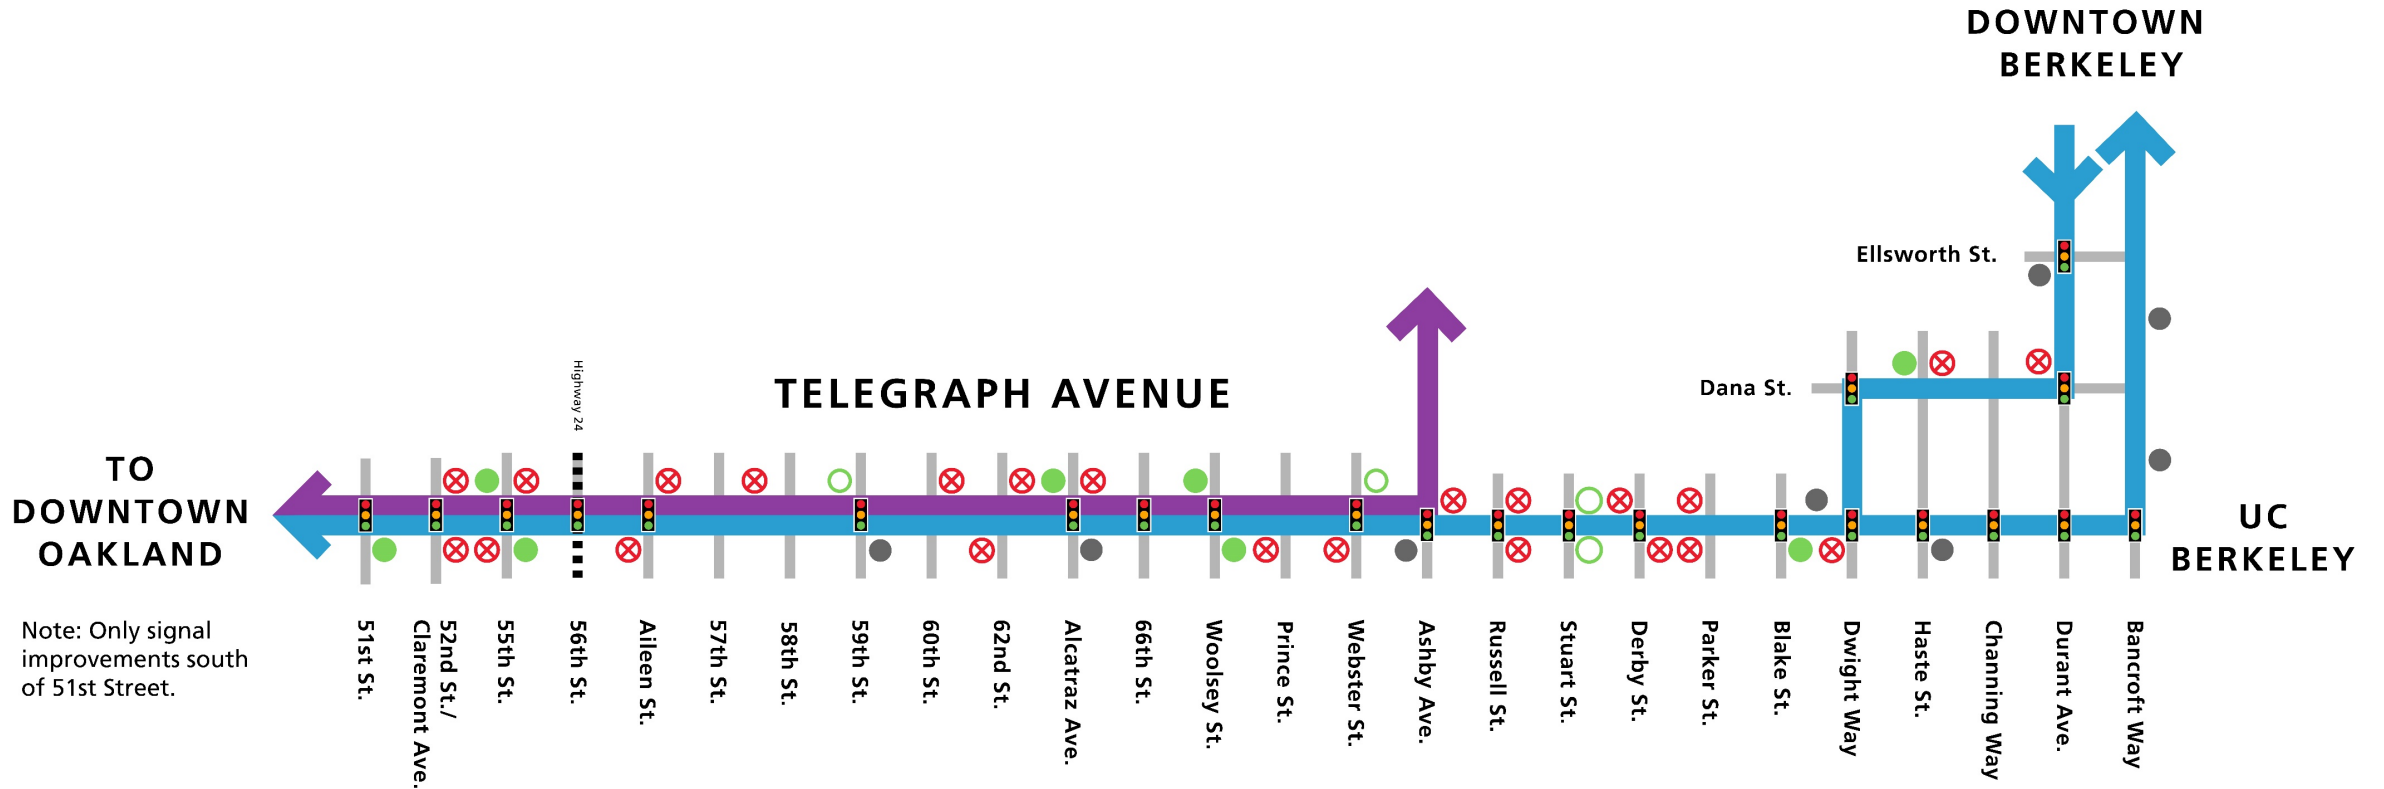 DOWNTOWN
BERKELEY
Ellsworth St.
Highway 24
TELEGRAPH AVENUE
Dana St.
TO
DOWNTOWN
OAKLAND
UC
BERKELEY
Note: Only signal
improvements south
of 51st Street.
51st St.
52nd St./
Claremont Ave.
55th St.
56th St.
Aileen St.
57th St.
58th St.
59th St.
60th St.
62nd St.
Alcatraz Ave.
66th St.
Woolsey St.
Prince St.
Webster St.
Ashby Ave.
Russell St.
Stuart St.
Derby St.
Parker St.
Blake St.
Dwight Way
Haste St.
Channing Way
Durant Ave.
Bancroft Way